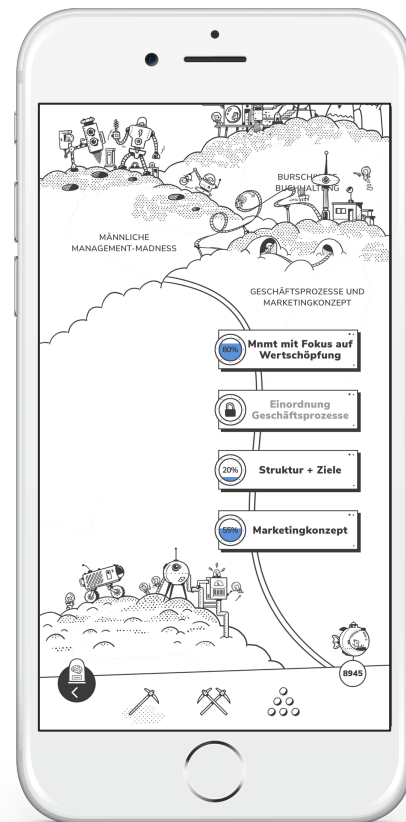 BURSCHI
BUCHHALTUNG
MÄNNLICHE
MANAGEMENT-MADNESS
GESCHÄFTSPROZESSE UND
MARKETINGKONZEPT
80%
Mnmt mit Fokus auf
Wertschöpfung
Einordnung
Geschäftsprozesse
20%
Struktur + Ziele
55%
Marketingkonzept
8945